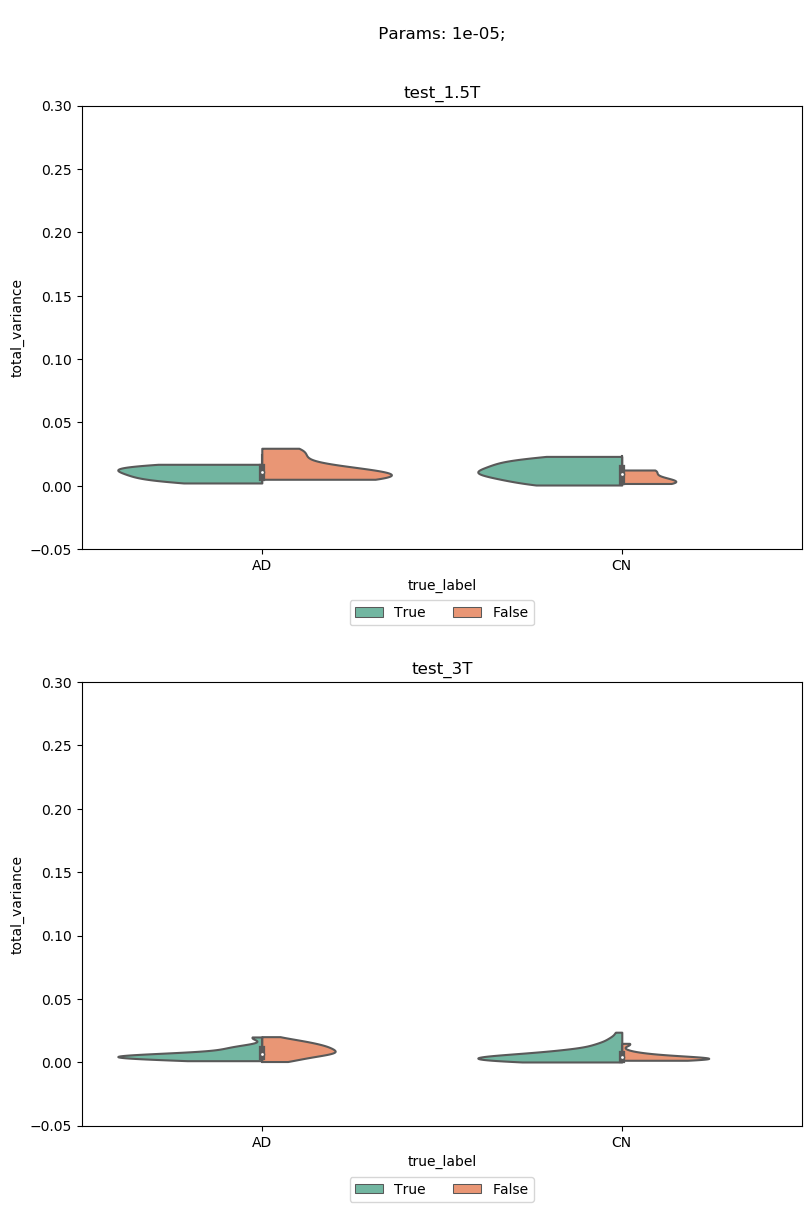 Params: 1e-05;
test_1.5T
0.30
0.25
0.20
0.15
0.10
0.05
0.00
−0.05
total_variance
AD CN
true_label
True False
test_3T
0.30
0.25
0.20
0.15
0.10
0.05
0.00
−0.05
total_variance
AD CN
true_label
True False